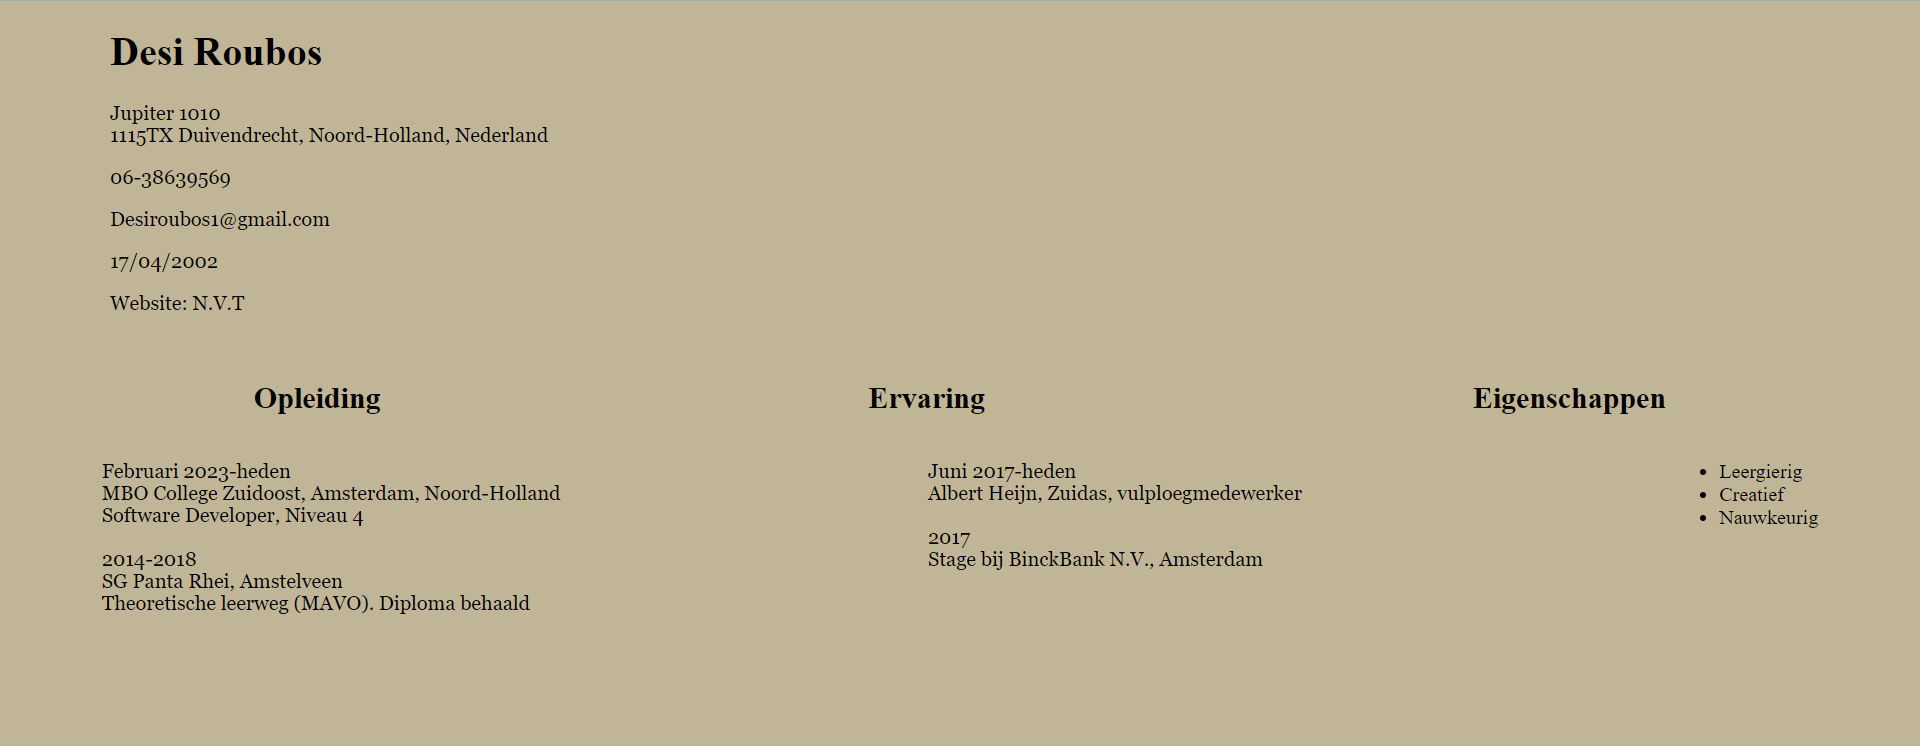 Desi Roubos
Jupiter 1010
1115TX Duivendrecht, Noord-Holland, Nederland
06-38639569
Desiroubos1@gmail.com
17/04/2002
Website: N.V.T
Opleiding
Februari 2023-heden
MBO College Zuidoost, Amsterdam, Noord-Holland
Software Developer, Niveau 4
2014-2018
SG Panta Rhei, Amstelveen
Theoretische leerweg (MAVO). Diploma behaald
Ervaring
Juni 2017-heden
Albert Heijn, Zuidas, vulploegmedewerker
2017
Stage bij BinckBank N.V., Amsterdam
Eigenschappen
• Leergierig
• Creatief
• Nauwkeurig